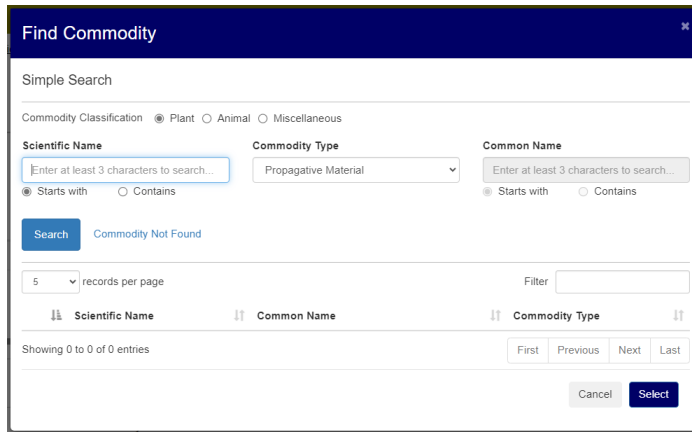 Find Commodity
×
Simple Search
Commodity Classification Plant Animal Miscellaneous
Scientific Name Commodity Type Common Name
Enter at least 3 characters to search... Propagative Material Enter at least 3 characters to search...
Starts with Contains Starts with Contains
Search Commodity Not Found
5 records per page Filter
Scientific Name Common Name Commodity Type
Showing 0 to 0 of 0 entries First Previous Next Last
Cancel Select